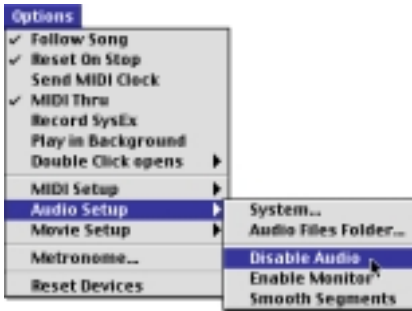 Options
✓ Follow Song
✓ Reset On Stop
Send MIDI Clock
✓ MIDI Thru
Record SysEx
Play in Background
Double Click opens
MIDI Setup
Audio Setup
Movie Setup
Metronome...
Reset Devices
System...
Audio Files Folder...
Disable Audio
Enable Monitor
Smooth Segments